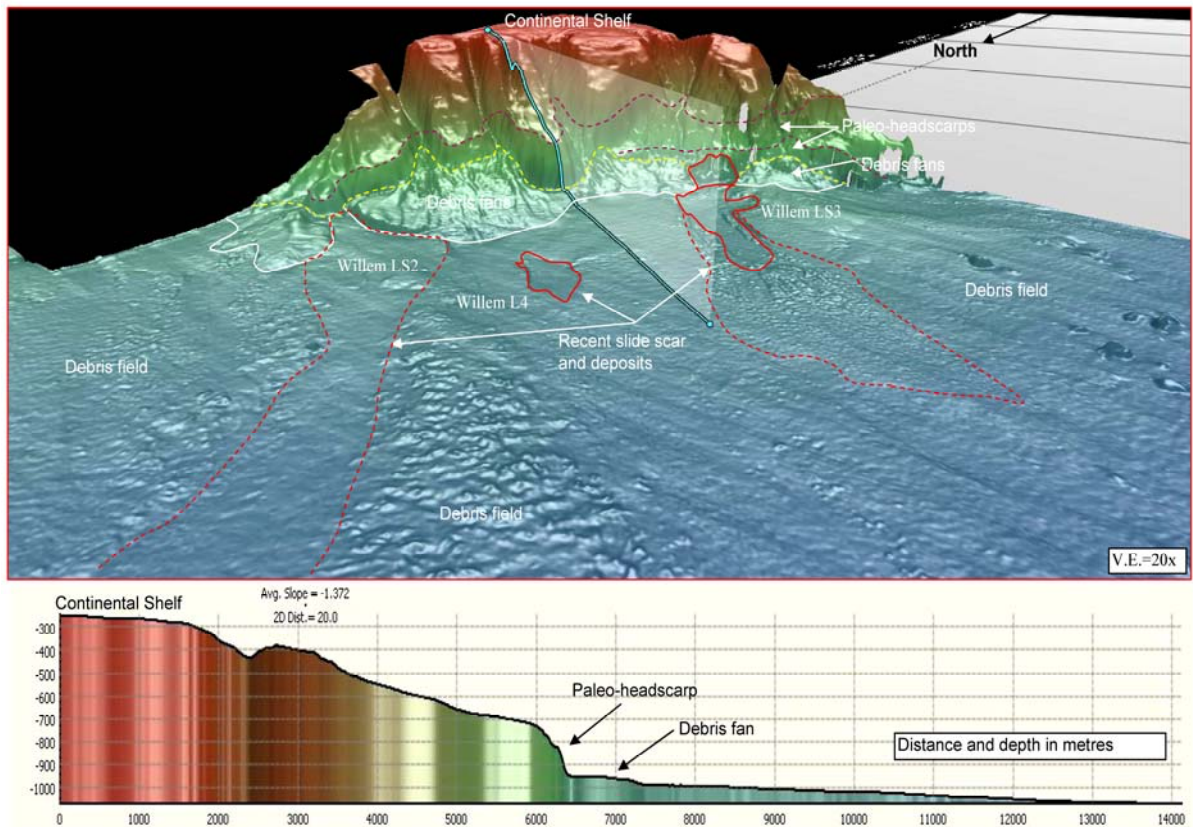 Continental Shelf
North
Paleo-headscarps
Debris fans
Debris fans
Willem LS3
Willem LS2
Willem L4
Debris field
Recent slide scar
and deposits
Debris field
Debris field
V.E.=20x
Continental Shelf
Avg. Slope = -1.372
2D Dist.= 20.0
-300
-400
-500
-600
-700
-800
-900
-1000
Paleo-headscarp
Debris fan
Distance and depth in metres
0 1000 2000 3000 4000 5000 6000 7000 8000 9000 10000 11000 12000 13000 14000